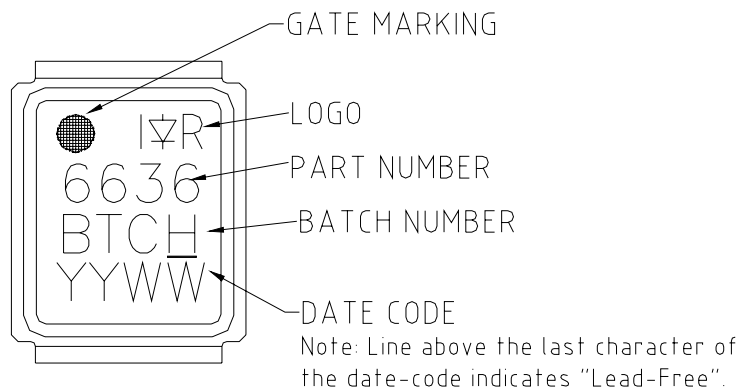 GATE MARKING
I R LOGO
6636 PART NUMBER
BTCH BATCH NUMBER
YYWW
DATE CODE
Note: Line above the last character of
the date-code indicates "Lead-Free".